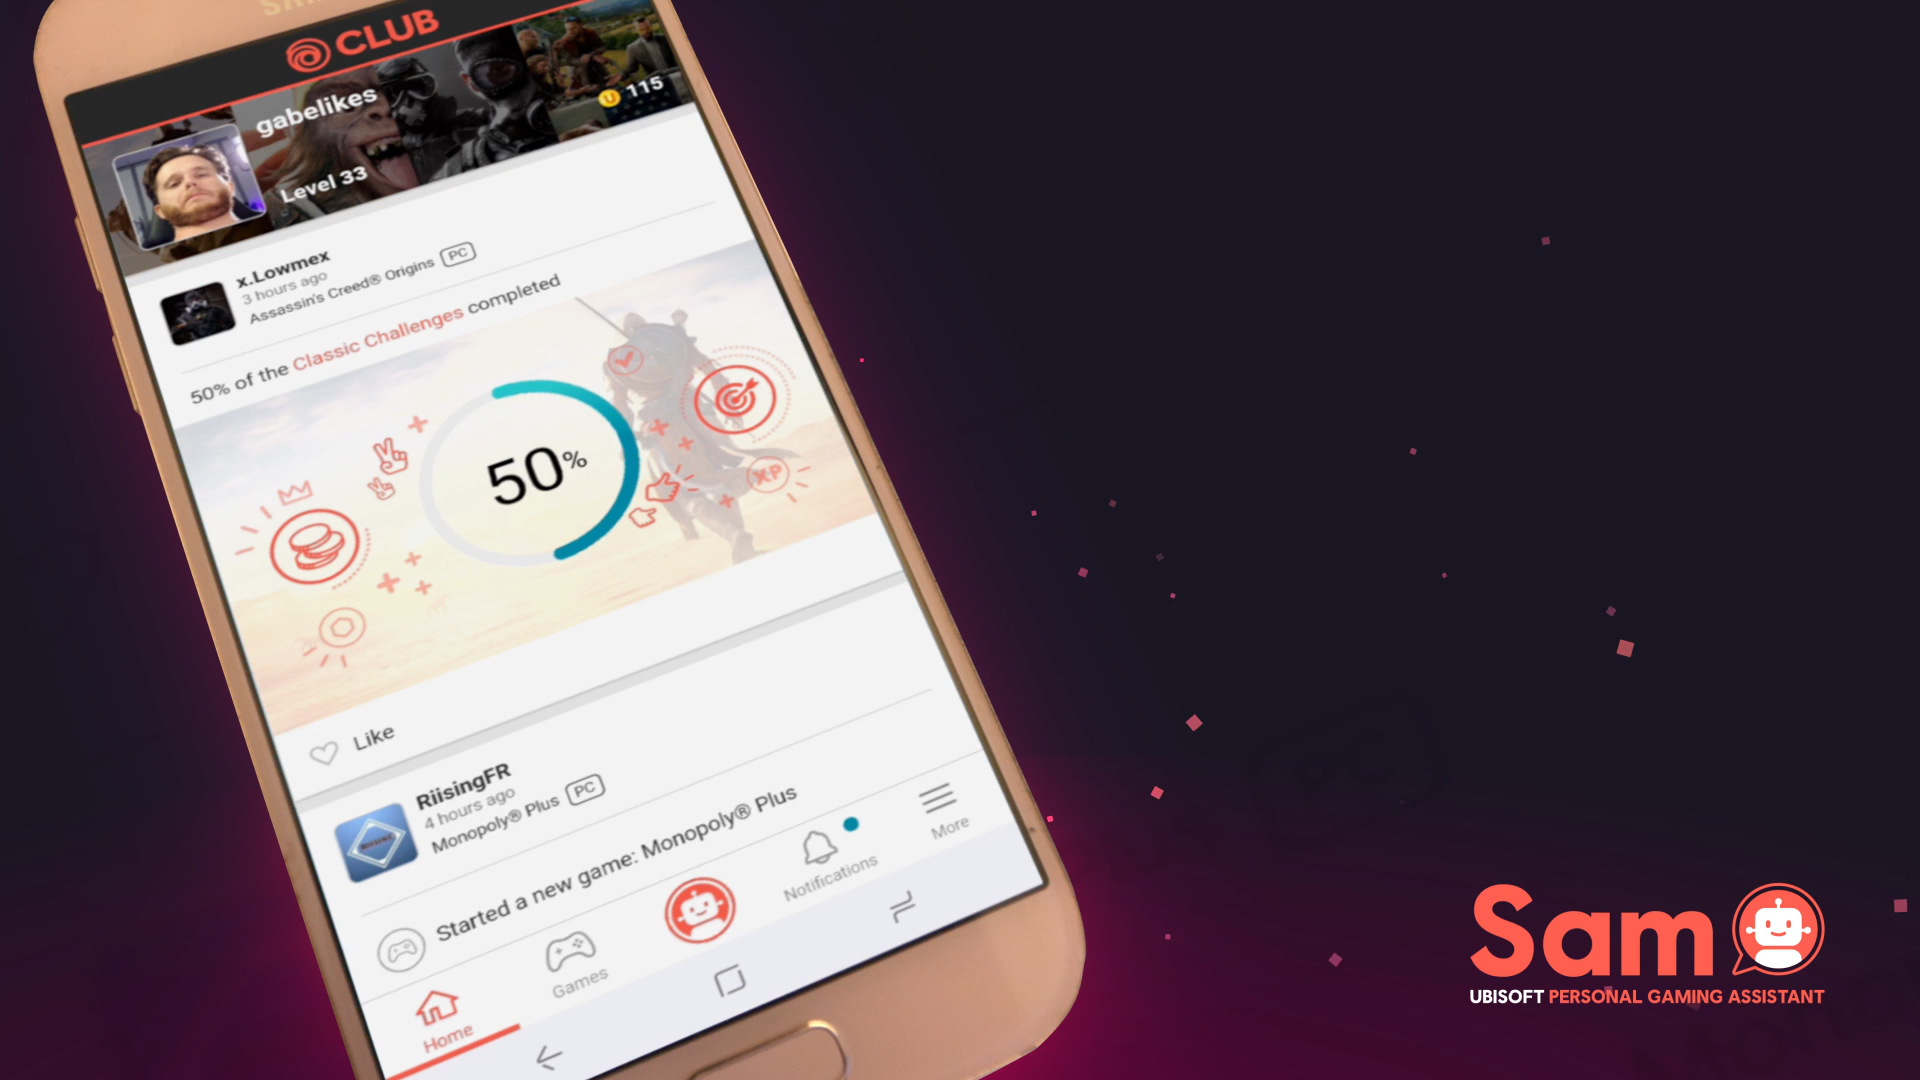 CLUB
gabelikes
115
Level 33
x.Lowmex
3 hours ago
Assassin's Creed® Origins PC
50% of the Classic Challenges completed
50%
XP
Like
RiisingFR
4 hours ago
Monopoly® Plus PC
Started a new game: Monopoly® Plus
Home
Games
Notifications
More
Sam
UBISOFT PERSONAL GAMING ASSISTANT